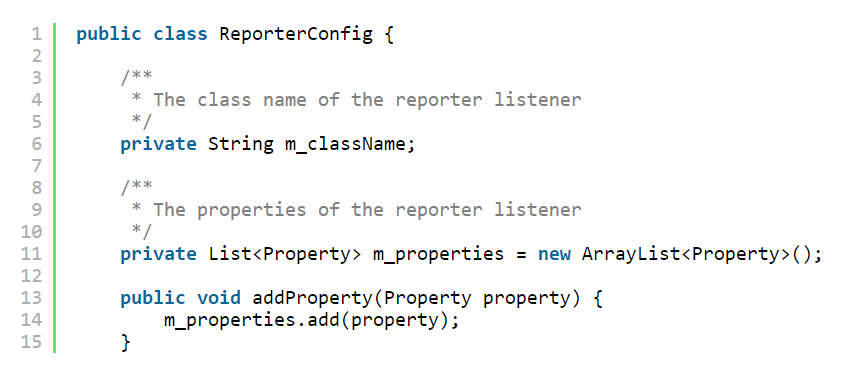 1 public class ReporterConfig {
2
3 /**
4 * The class name of the reporter listener
5 */
6 private String m_className;
7
8 /**
9 * The properties of the reporter listener
10 */
11 private List<Property> m_properties = new ArrayList<Property>();
12
13 public void addProperty(Property property) {
14 m_properties.add(property);
15 }